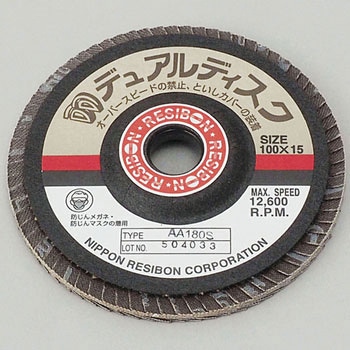 デュアルディスク
オーバースピードの禁止、といしカバーの装着
RESIBON • RESIBON • RESIBON
SIZE
100×15
MAX. SPEED
12,600
R.P.M.
防じんメガネ・
防じんマスクの着用
TYPE AA180S
LOT NO. 504033
NIPPON RESIBON CORPORATION